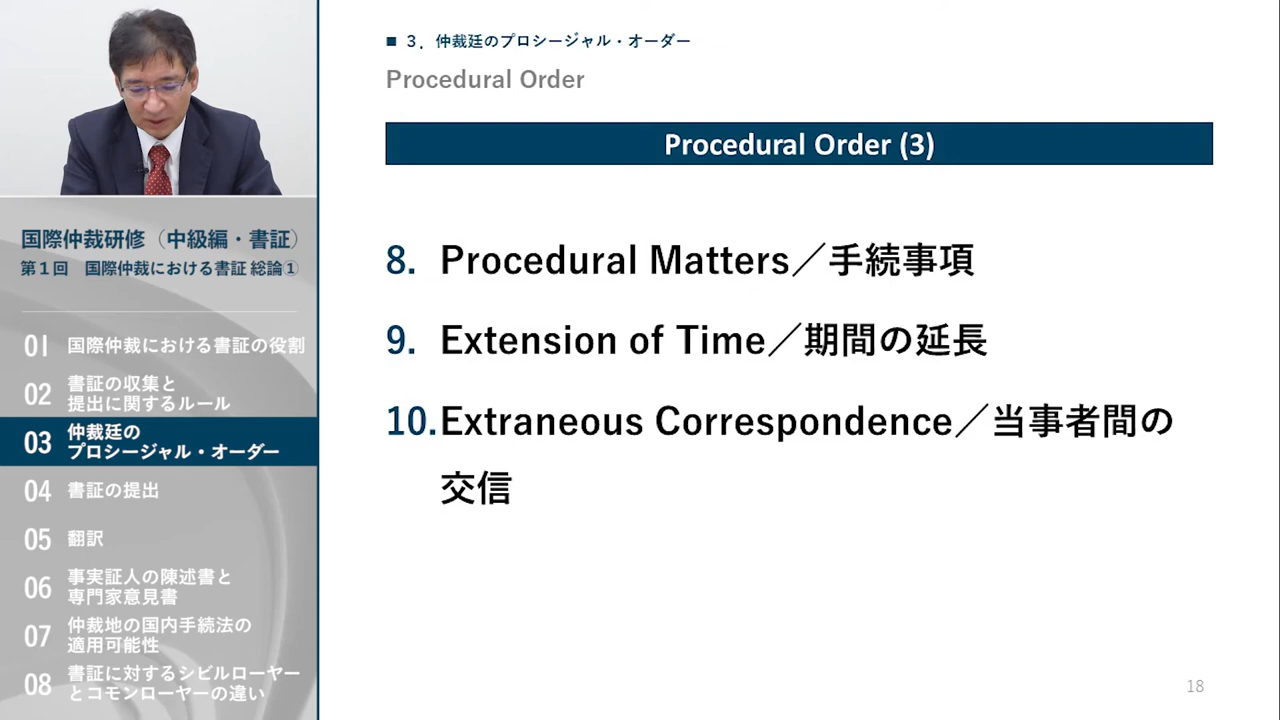 国際仲裁研修（中級編・書証）
第１回　国際仲裁における書証 総論①
01 国際仲裁における書証の役割
02 書証の収集と
提出に関するルール
03 仲裁廷の
プロシージャル・オーダー
04 書証の提出
05 翻訳
06 事実証人の陳述書と
専門家意見書
07 仲裁地の国内手続法の
適用可能性
08 書証に対するシビルローヤー
とコモンローヤーの違い
■ ３．仲裁廷のプロシージャル・オーダー
Procedural Order
Procedural Order (3)
8. Procedural Matters／手続事項
9. Extension of Time／期間の延長
10. Extraneous Correspondence／当事者間の
交信
18